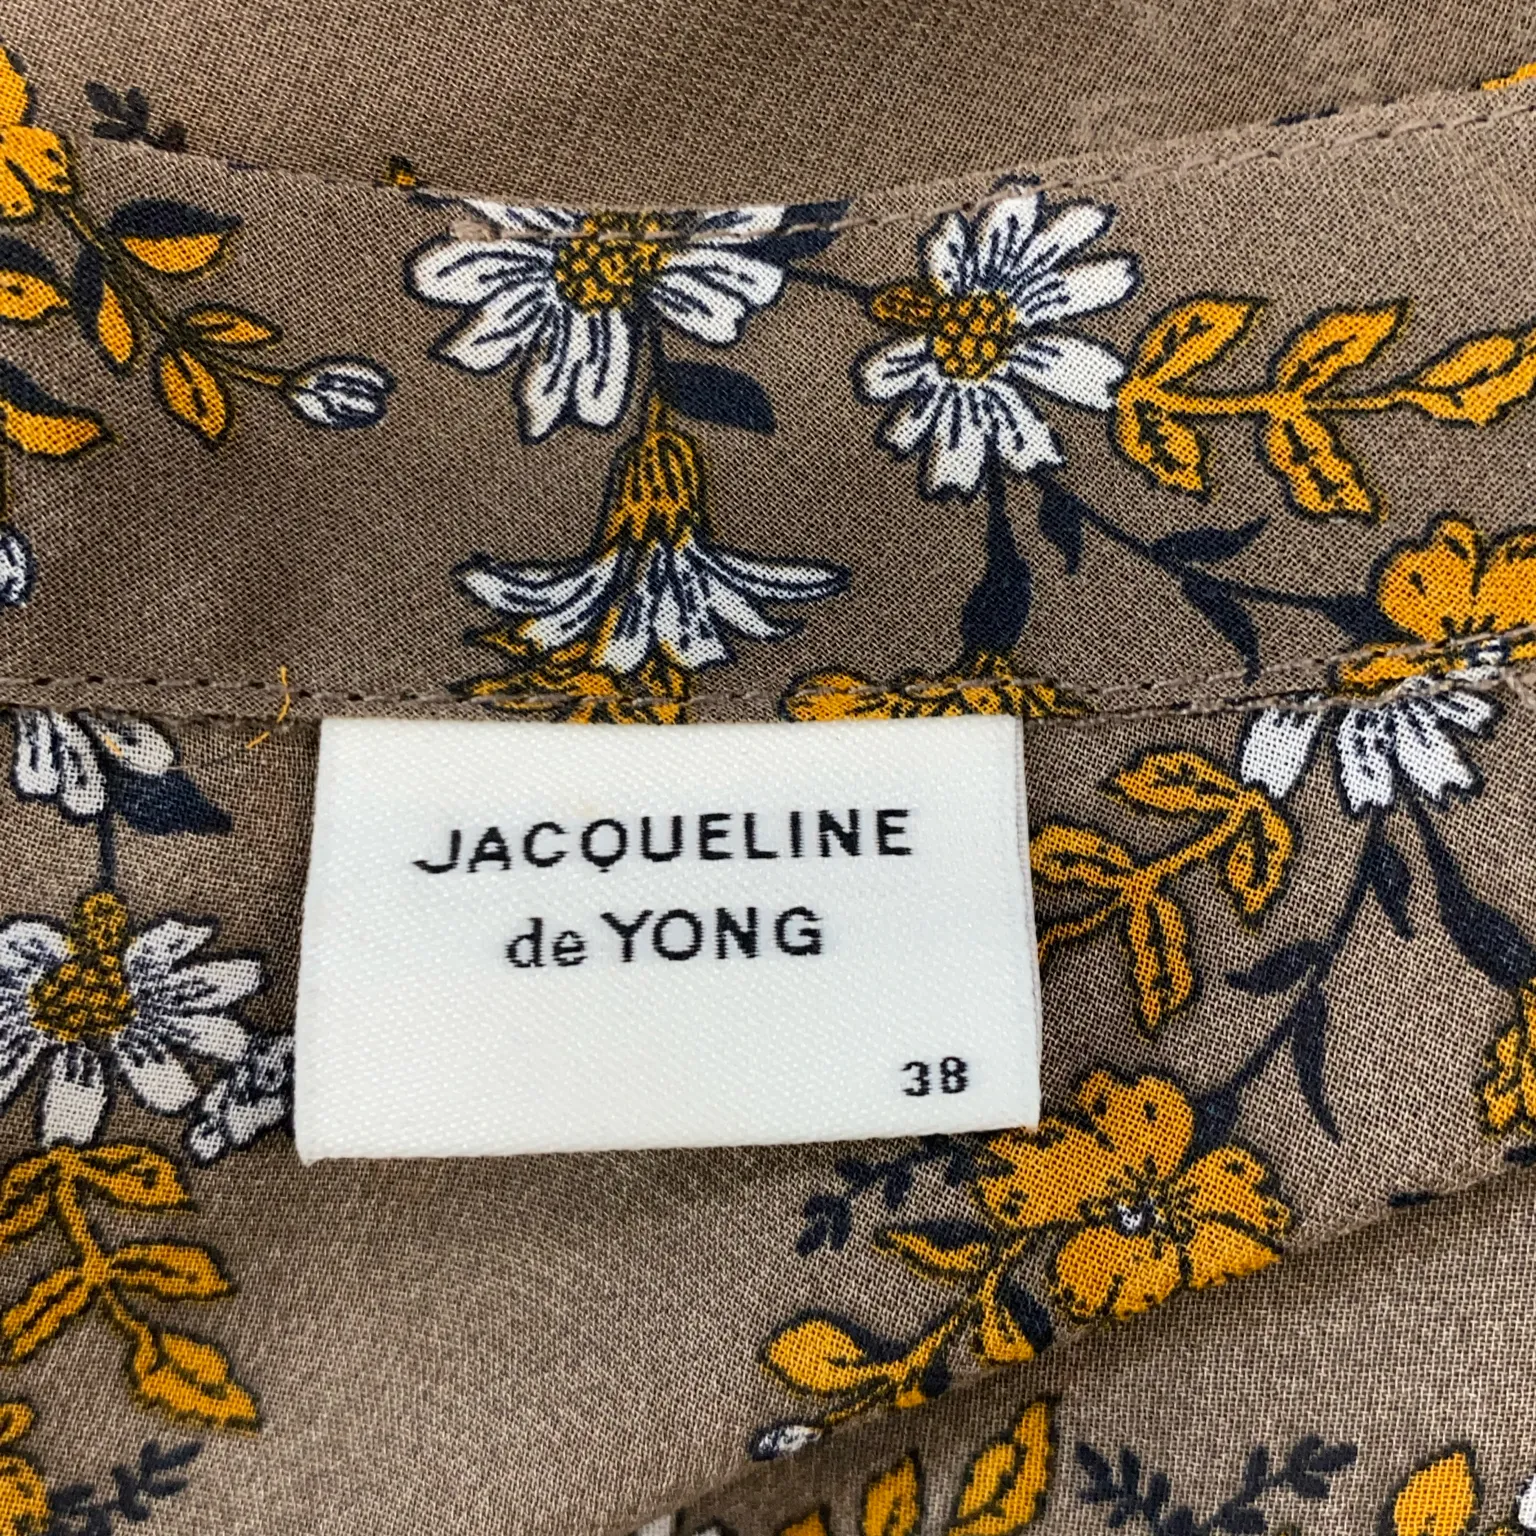 JACQUELINE
de YONG
38